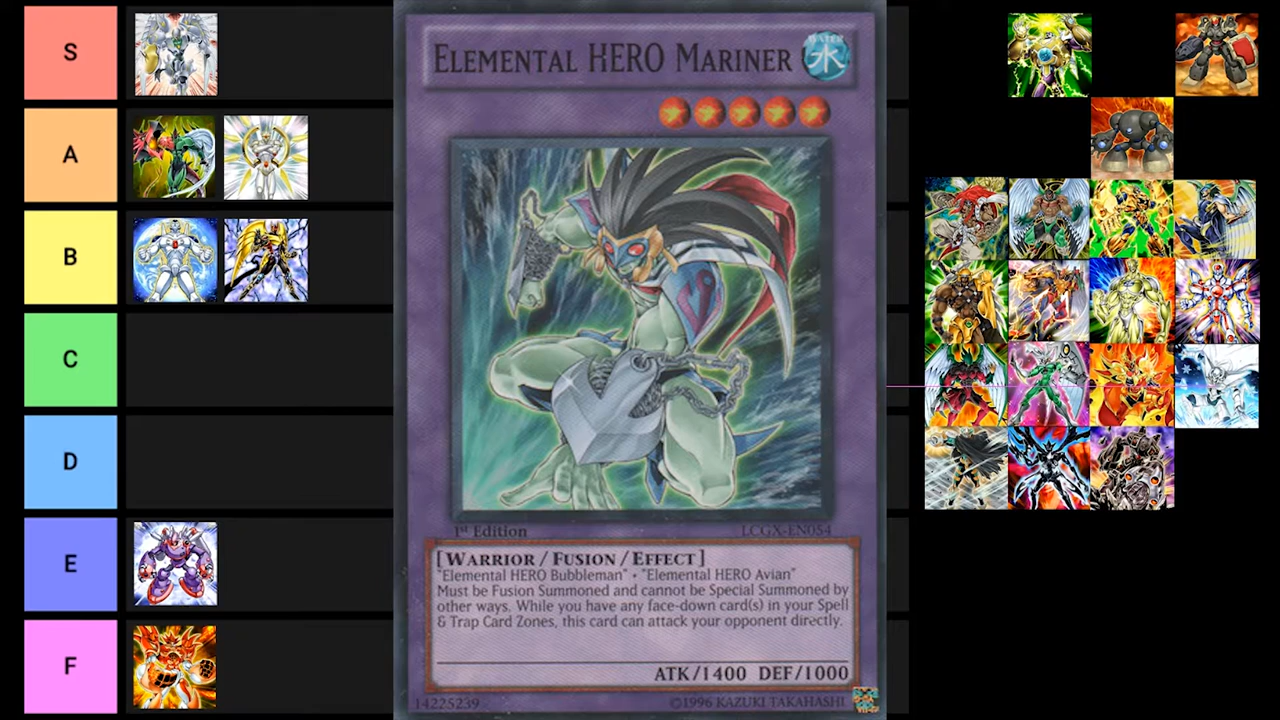 S
A
B
C
D
E
F
ELEMENTAL HERO MARINER
WATER
水
1st Edition
LCGX-EN054
[WARRIOR/FUSION/EFFECT]
"Elemental HERO Bubbleman" • "Elemental HERO Avian"
Must be Fusion Summoned and cannot be Special Summoned by
other ways. While you have any face-down card(s) in your Spell
& Trap Card Zones, this card can attack your opponent directly.
ATK/1400 DEF/1000
14225239
©1996 KAZUKI TAKAHASHI